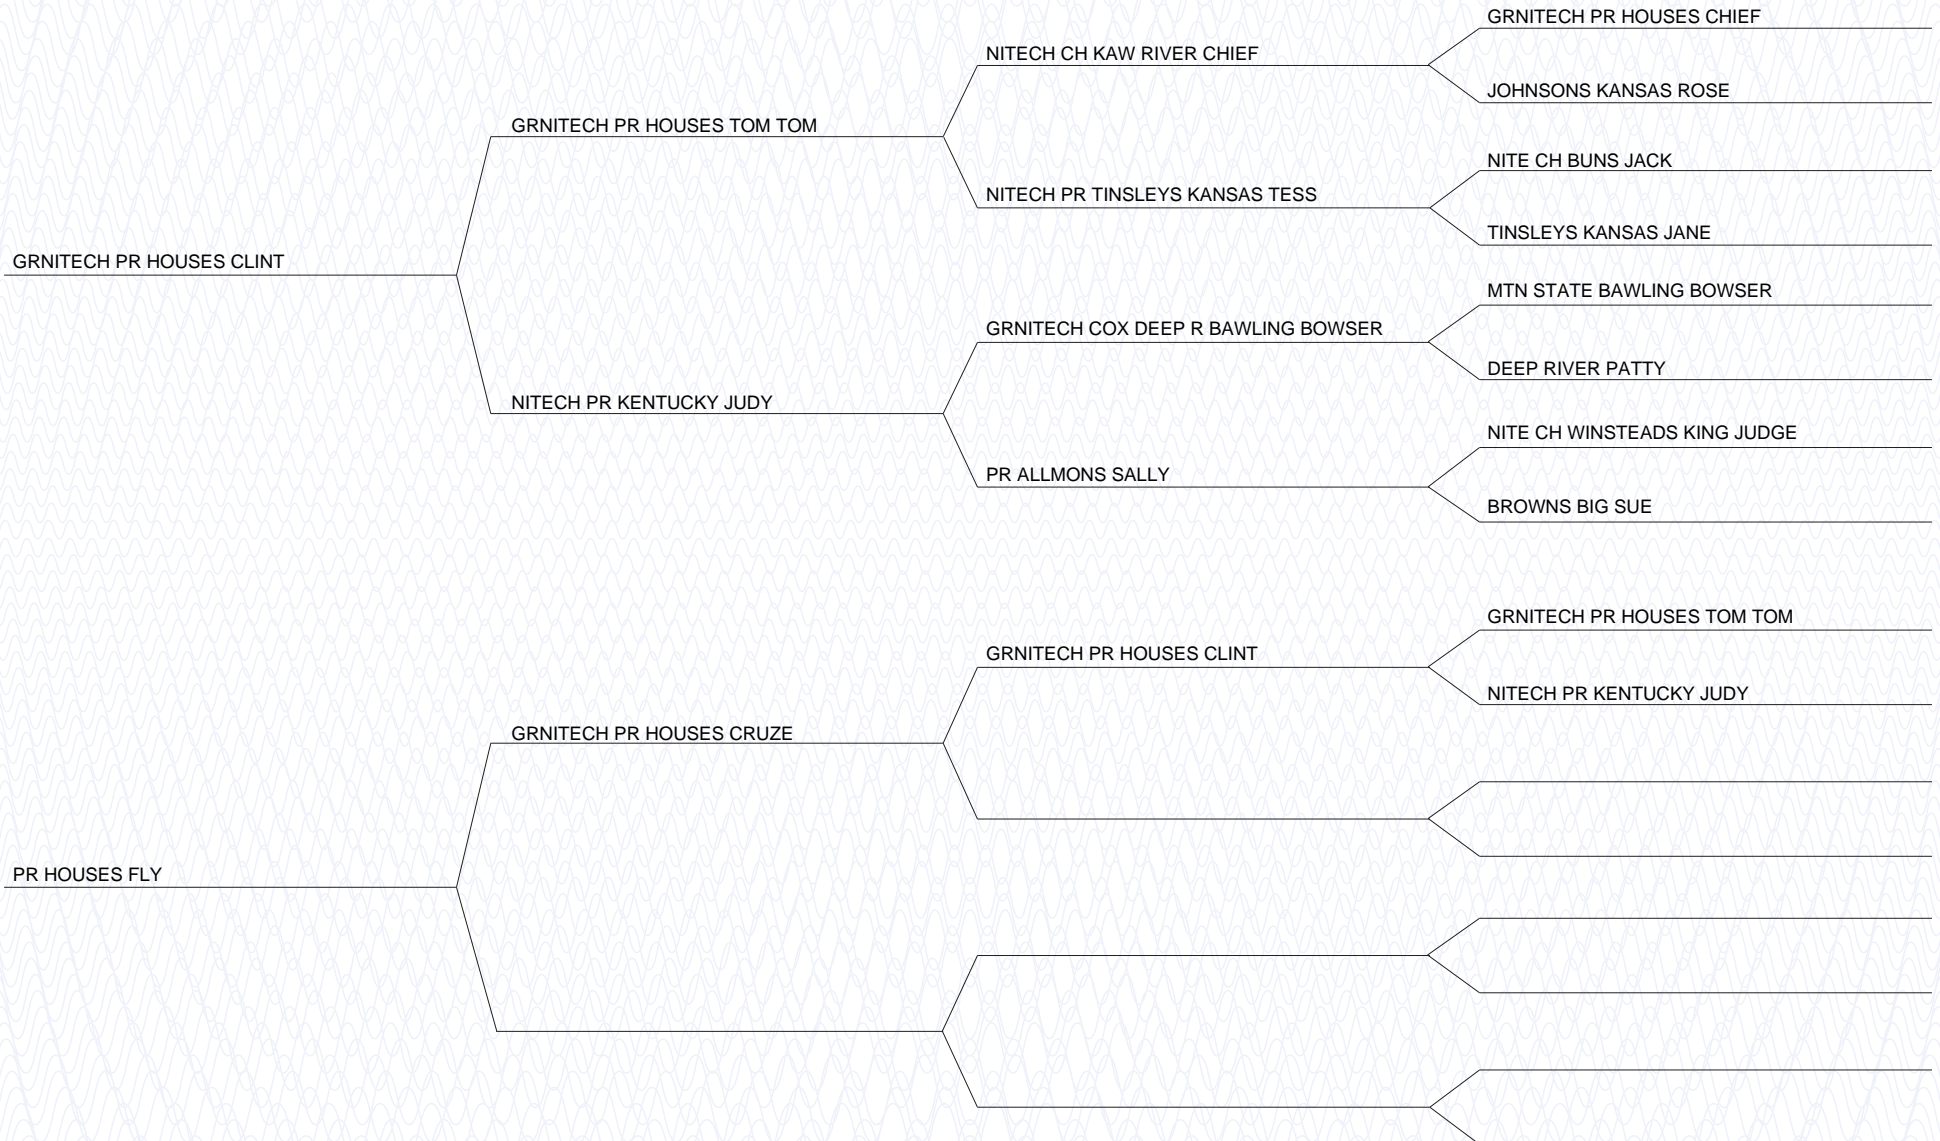 GRNITECH PR HOUSES CHIEF
NITECH CH KAW RIVER CHIEF
JOHNSONS KANSAS ROSE
GRNITECH PR HOUSES TOM TOM
NITE CH BUNS JACK
NITECH PR TINSLEYS KANSAS TESS
TINSLEYS KANSAS JANE
GRNITECH PR HOUSES CLINT
MTN STATE BAWLING BOWSER
GRNITECH COX DEEP R BAWLING BOWSER
DEEP RIVER PATTY
NITECH PR KENTUCKY JUDY
NITE CH WINSTEADS KING JUDGE
PR ALLMONS SALLY
BROWNS BIG SUE
GRNITECH PR HOUSES TOM TOM
GRNITECH PR HOUSES CLINT
NITECH PR KENTUCKY JUDY
GRNITECH PR HOUSES CRUZE
PR HOUSES FLY